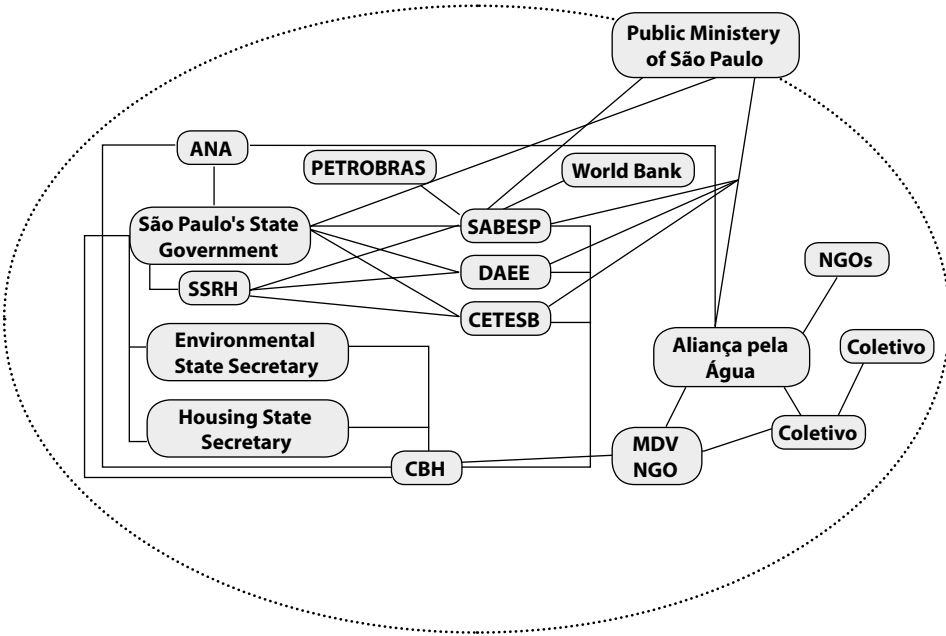 Public Ministery
of São Paulo
ANA
PETROBRAS
World Bank
São Paulo's State
Government
SABESP
NGOs
DAEE
SSRH
CETESB
Environmental
State Secretary
Aliança pela
Água
Coletivo
Housing State
Secretary
Coletivo
MDV
NGO
CBH